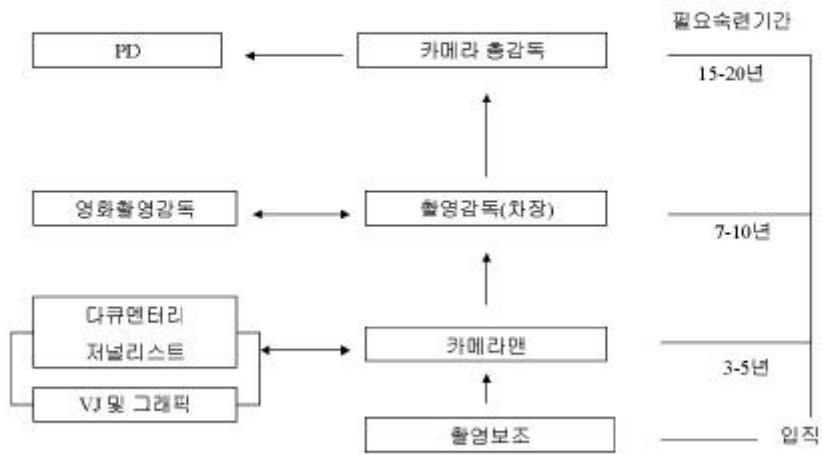 필요숙련기간
PD
카메라 총감독
15-20년
영화촬영감독
촬영감독(차장)
7-10년
다큐멘터리
저널리스트
카메라맨
3-5년
VJ 및 그래픽
촬영보조
입직